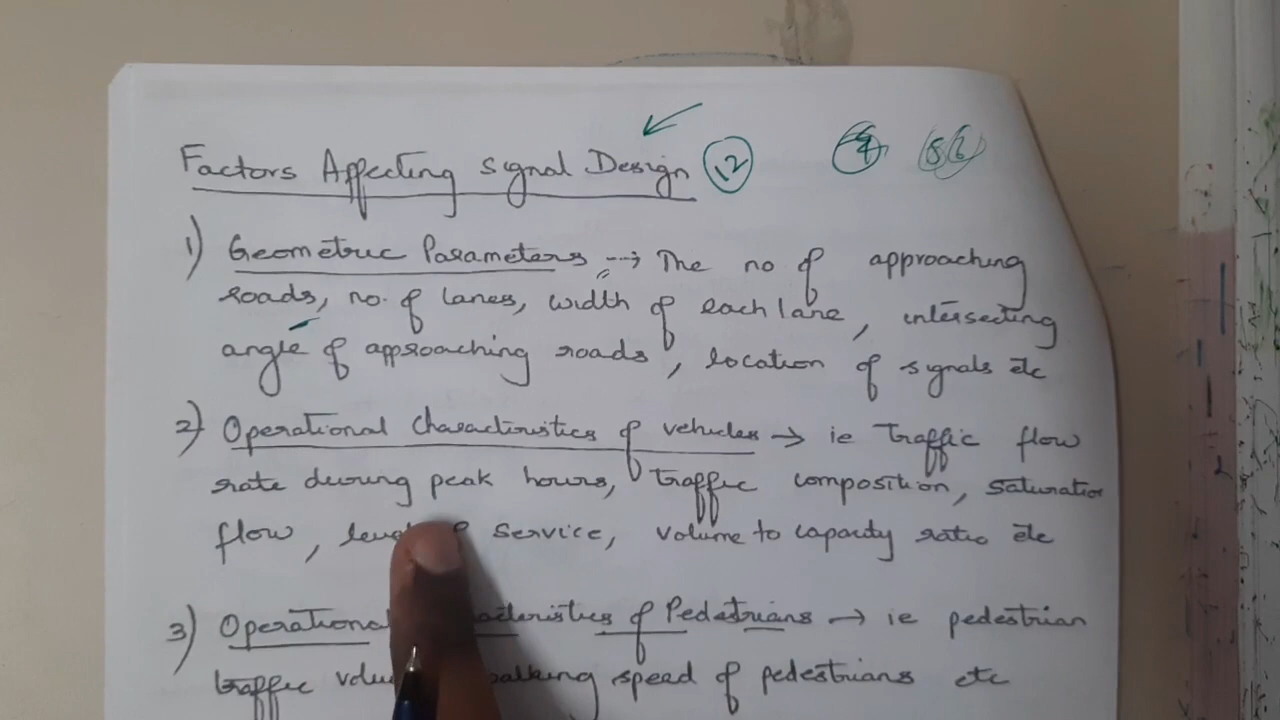 Factors Affecting Signal Design 12
1) Geometric Parameters --→ The no of approaching
roads, no. of lanes, width of each lane, intersecting
angle of approaching roads, location of signals etc
2) Operational Characteristics of vehicles → ie Traffic flow
rate during peak hours, traffic composition, saturation
flow, service, volume to capacity ratio etc
3) Operational of Pedestrians → ie pedestrian
traffic walking speed of pedestrians etc